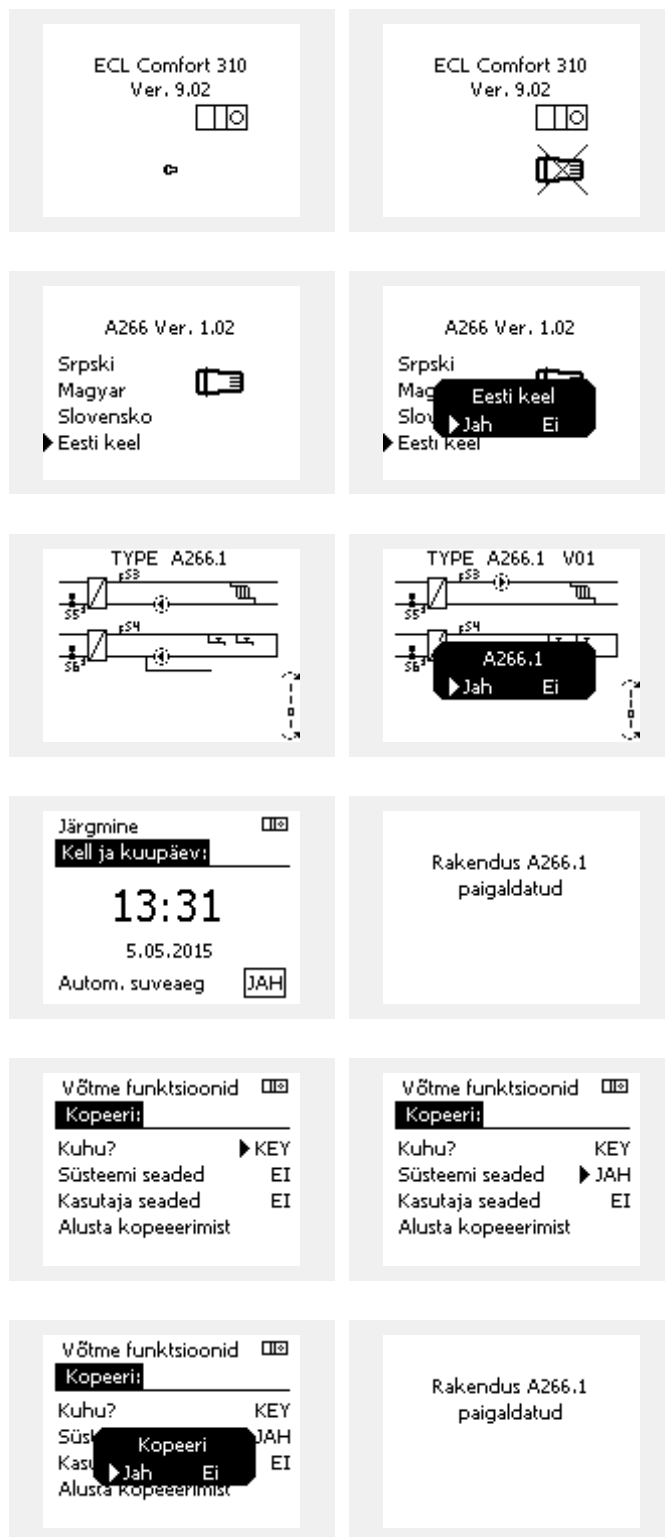 ECL Comfort 310
Ver. 9.02
ECL Comfort 310
Ver. 9.02
A266 Ver. 1.02
Srpski
Magyar
Slovensko
Eesti keel
A266 Ver. 1.02
Srpski
Eesti keel
Jah Ei
Eesti keel
TYPE A266.1
S3
S5
S4
S6
TYPE A266.1 V01
S3
S5
S4
S6
A266.1
Jah Ei
Järgmine
Kell ja kuupäev:
13:31
5.05.2015
Autom. suveaeg JAH
Rakendus A266.1
paigaldatud
Võtme funktsioonid
Kopeeri:
Kuhu? KEY
Süsteemi seaded EI
Kasutaja seaded EI
Alusta kopeeerimist
Võtme funktsioonid
Kopeeri:
Kuhu? KEY
Süsteemi seaded JAH
Kasutaja seaded EI
Alusta kopeeerimist
Võtme funktsioonid
Kopeeri:
Kuhu? KEY
JAH
Kopeeri
EI
Jah Ei
Alusta kopeeerimist
Rakendus A266.1
paigaldatud